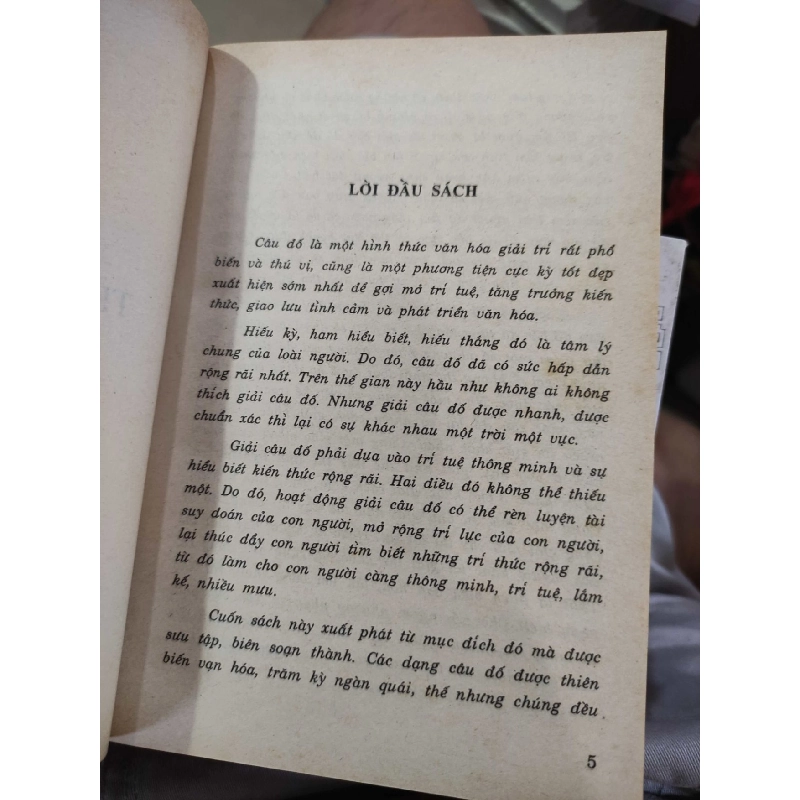 LỜI ĐẦU SÁCH
Câu đố là một hình thức văn hóa giải trí rất phổ
biến và thú vị, cũng là một phương tiện cực kỳ tốt đẹp
xuất hiện sớm nhất để gợi mở trí tuệ, tăng trưởng kiến
thức, giao lưu tình cảm và phát triển văn hóa.
Hiếu kỳ, ham hiểu biết, hiếu thắng đó là tâm lý
chung của loài người. Do đó, câu đố đã có sức hấp dẫn
rộng rãi nhất. Trên thế gian này hầu như không ai không
thích giải câu đố. Nhưng giải câu đố được nhanh, được
chuẩn xác thì lại có sự khác nhau một trời một vực.
Giải câu đố phải dựa vào trí tuệ thông minh và sự
hiểu biết kiến thức rộng rãi. Hai điều đó không thể thiếu
một. Do đó, hoạt động giải câu đố có thể rèn luyện tài
suy đoán của con người, mở rộng trí lực của con người,
lại thúc đẩy con người tìm biết những trí thức rộng rãi,
từ đó làm cho con người càng thông minh, trí tuệ, lắm
kế, nhiều mưu.
Cuốn sách này xuất phát từ mục đích đó mà được
sưu tập, biên soạn thành. Các dạng câu đố được thiên
biến vạn hóa, trăm kỳ ngàn quái, thế nhưng chúng đều
5